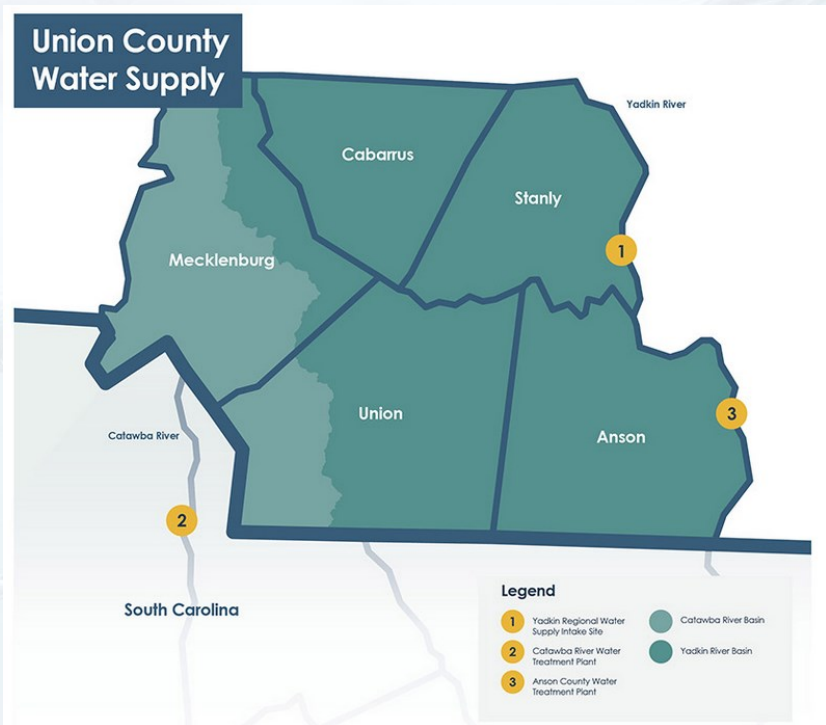 Union County
Water Supply
Yadkin River
Cabarrus
Stanly
1
Mecklenburg
Union
3
Anson
Catawba River
2
South Carolina
Legend
1 Yadkin Regional Water
Supply Intake Site
2 Catawba River Water
Treatment Plant
3 Anson County Water
Treatment Plant
Catawba River Basin
Yadkin River Basin